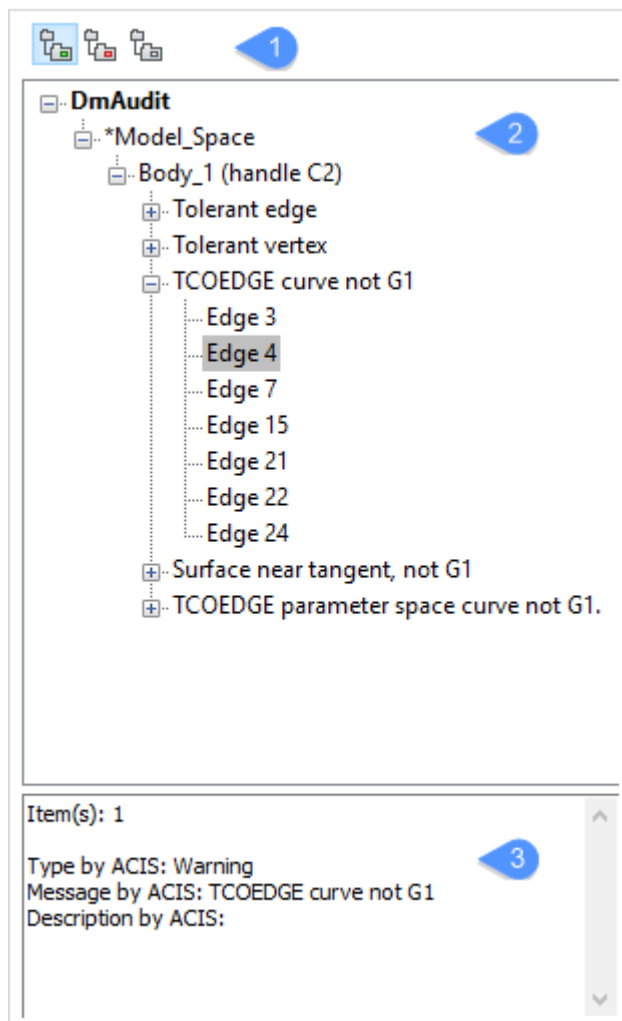 1
DmAudit
*Model_Space
2
Body_1 (handle C2)
Tolerant edge
Tolerant vertex
TCOEDGE curve not G1
Edge 3
Edge 4
Edge 7
Edge 15
Edge 21
Edge 22
Edge 24
Surface near tangent, not G1
TCOEDGE parameter space curve not G1.
Item(s): 1
3
Type by ACIS: Warning
Message by ACIS: TCOEDGE curve not G1
Description by ACIS: